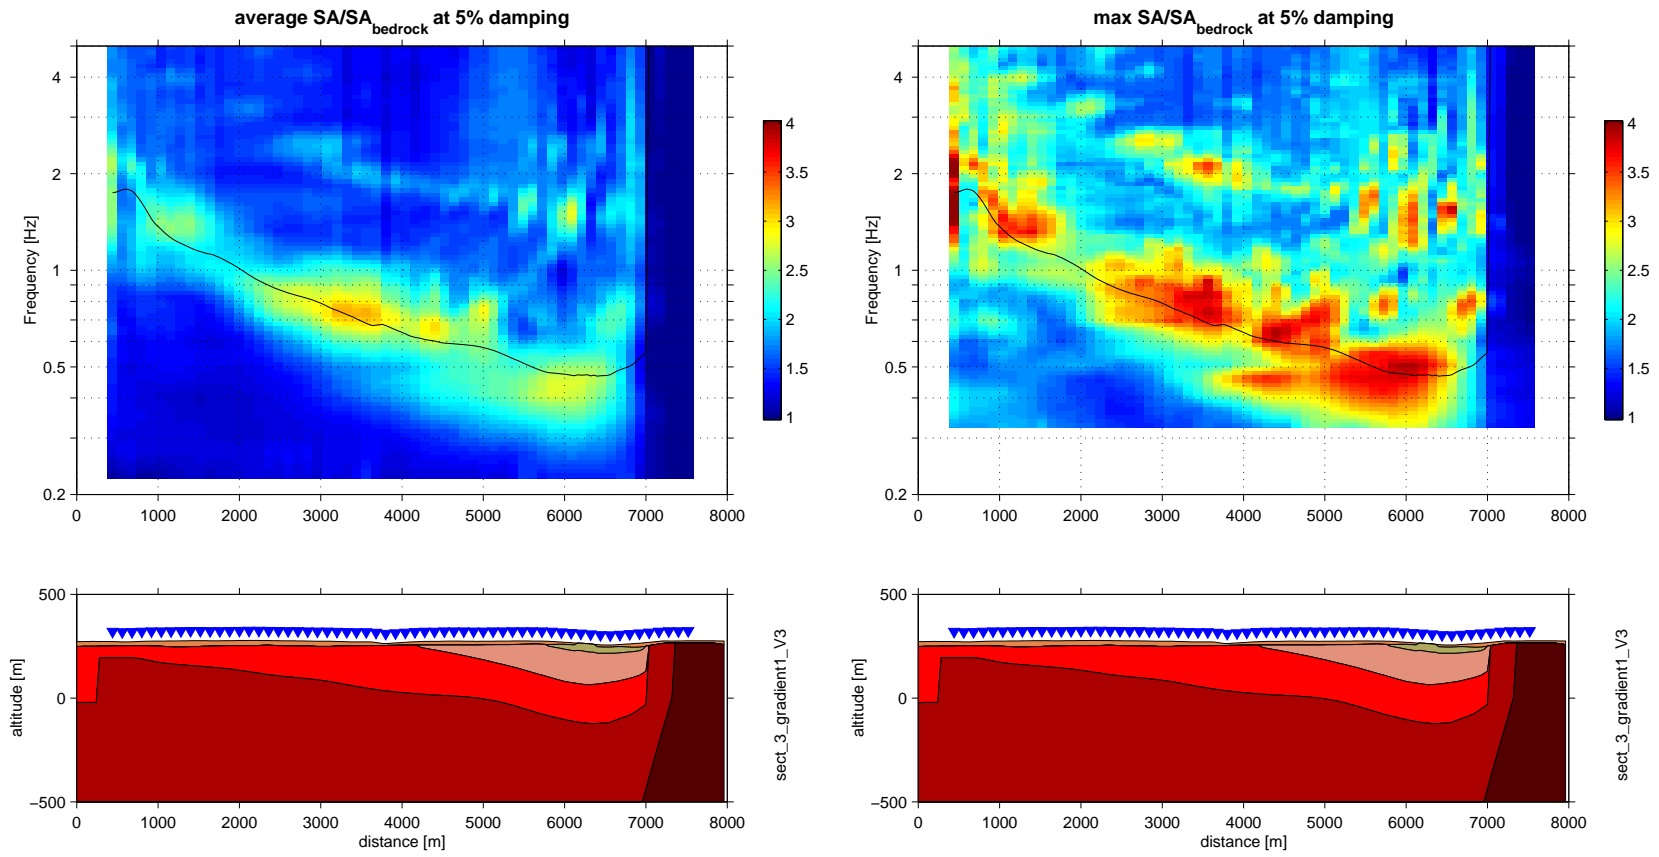 average SA/SAbedrock at 5% damping
4
2
1
0.5
0.2
Frequency [Hz]
0 1000 2000 3000 4000 5000 6000 7000 8000
4
3.5
3
2.5
2
1.5
1
max SA/SAbedrock at 5% damping
4
2
1
0.5
0.2
Frequency [Hz]
0 1000 2000 3000 4000 5000 6000 7000 8000
4
3.5
3
2.5
2
1.5
1
500
0
−500
altitude [m]
0 1000 2000 3000 4000 5000 6000 7000 8000
distance [m]
sect_3_gradient1_V3
500
0
−500
altitude [m]
0 1000 2000 3000 4000 5000 6000 7000 8000
distance [m]
sect_3_gradient1_V3